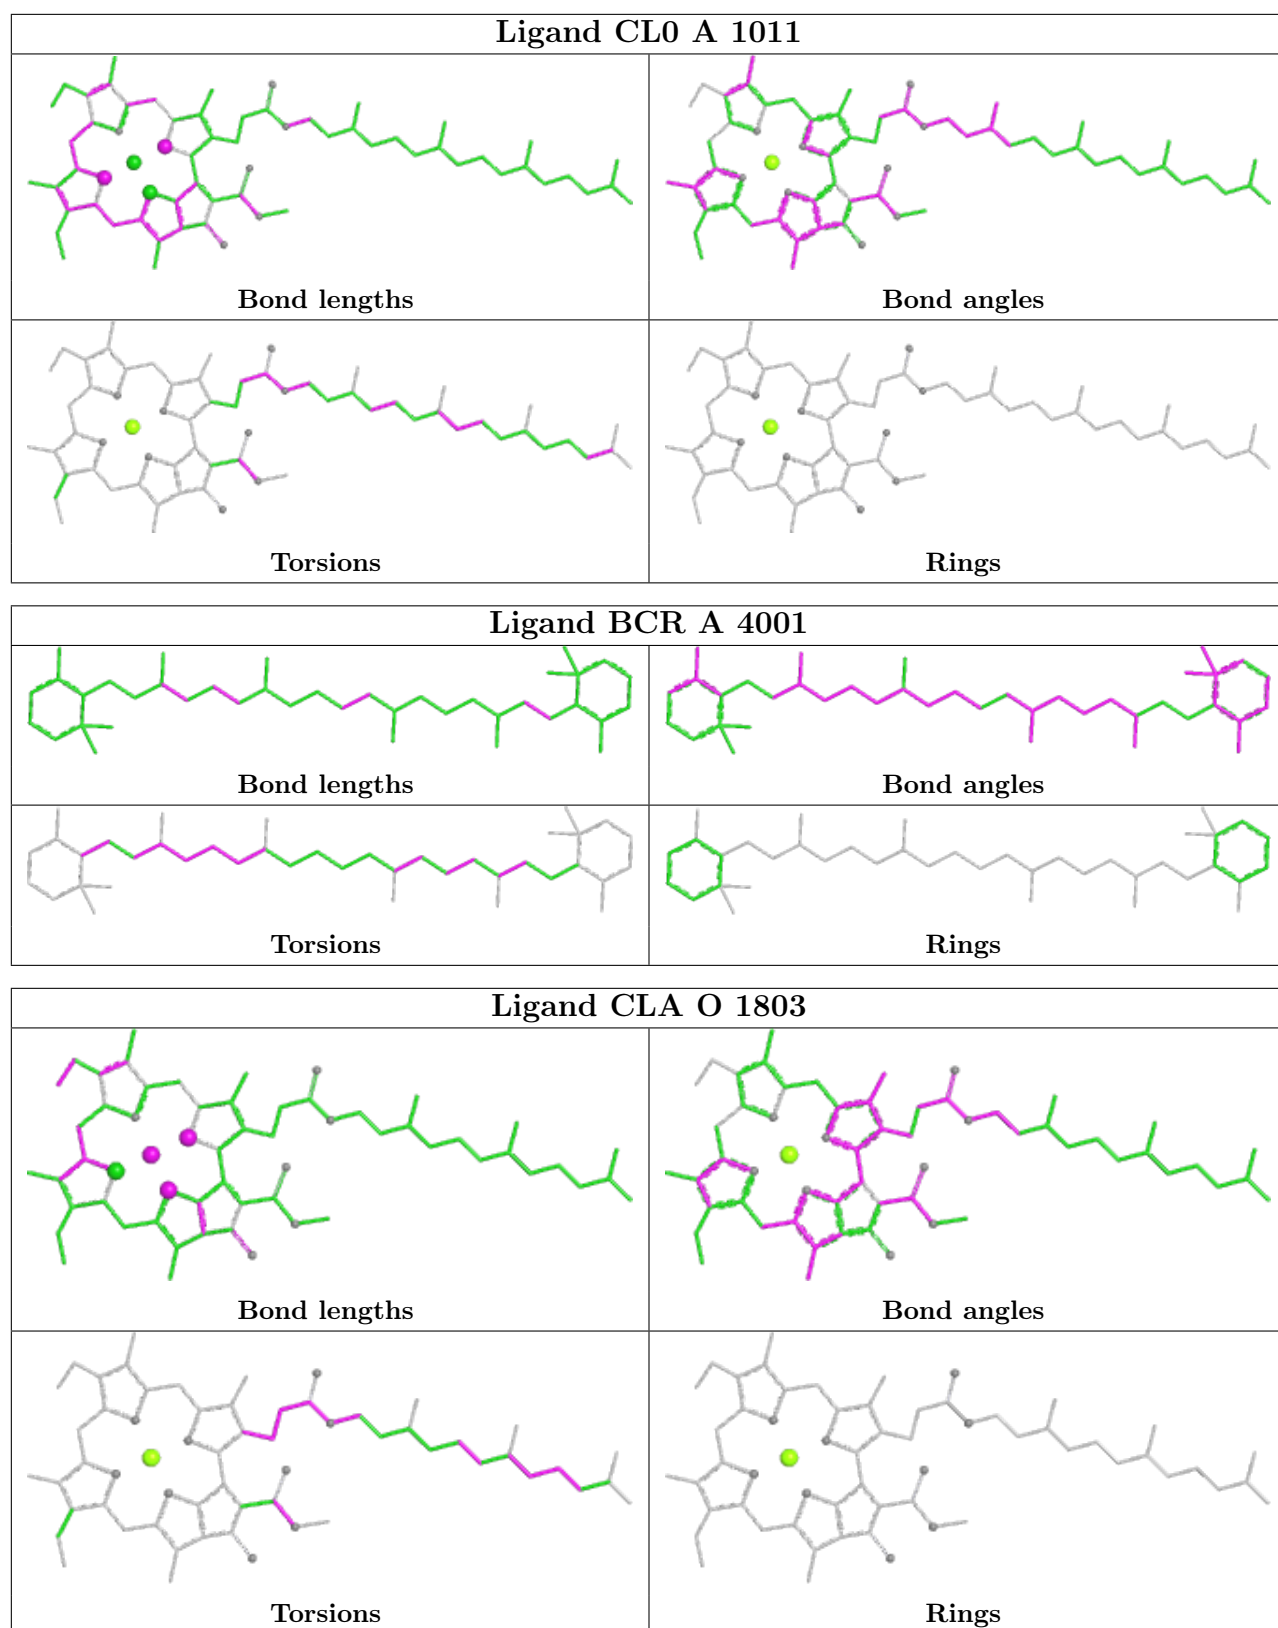 Ligand CL0 A 1011
Bond lengths
Bond angles
Torsions
Rings
Ligand BCR A 4001
Bond lengths
Bond angles
Torsions
Rings
Ligand CLA O 1803
Bond lengths
Bond angles
Torsions
Rings